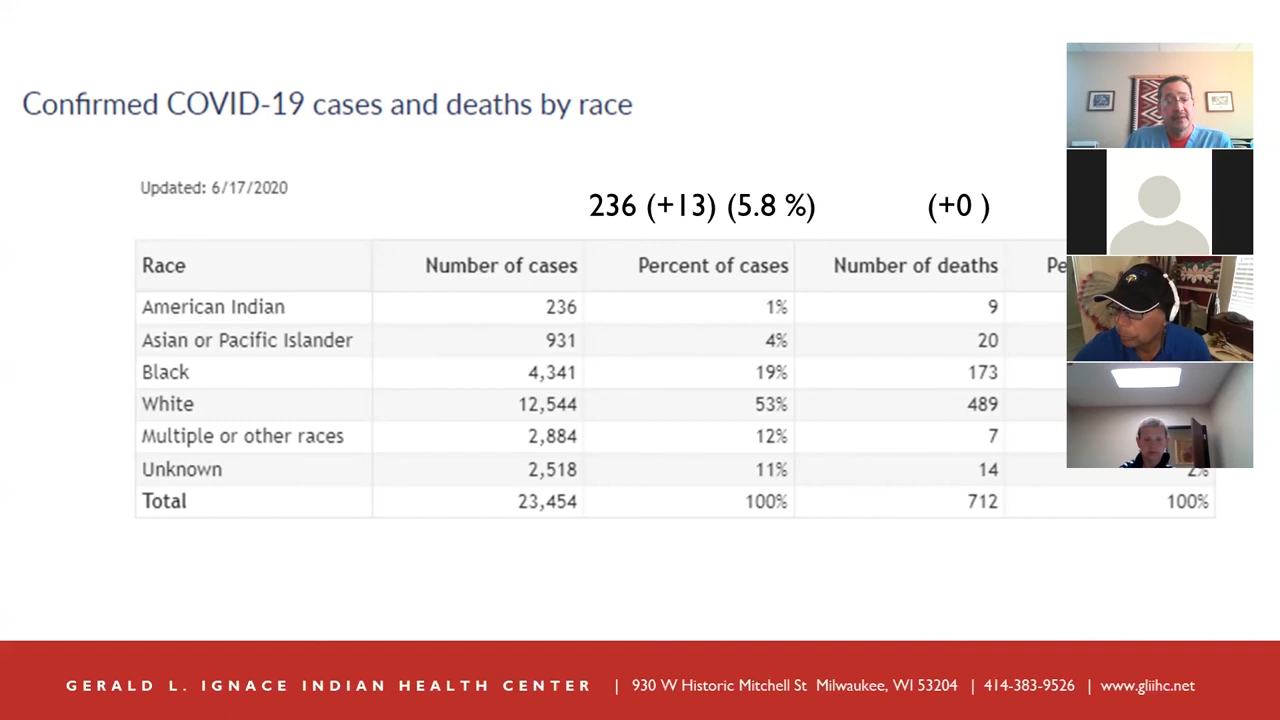 Confirmed COVID-19 cases and deaths by race
Updated: 6/17/2020
236 (+13) (5.8 %) (+0 )
Race Number of cases Percent of cases Number of deaths
American Indian 236 1% 9
Asian or Pacific Islander 931 4% 20
Black 4,341 19% 173
White 12,544 53% 489
Multiple or other races 2,884 12% 7
Unknown 2,518 11% 14 2%
Total 23,454 100% 712 100%
GERALD L. IGNACE INDIAN HEALTH CENTER | 930 W Historic Mitchell St Milwaukee, WI 53204 | 414-383-9526 | www.gliihc.net